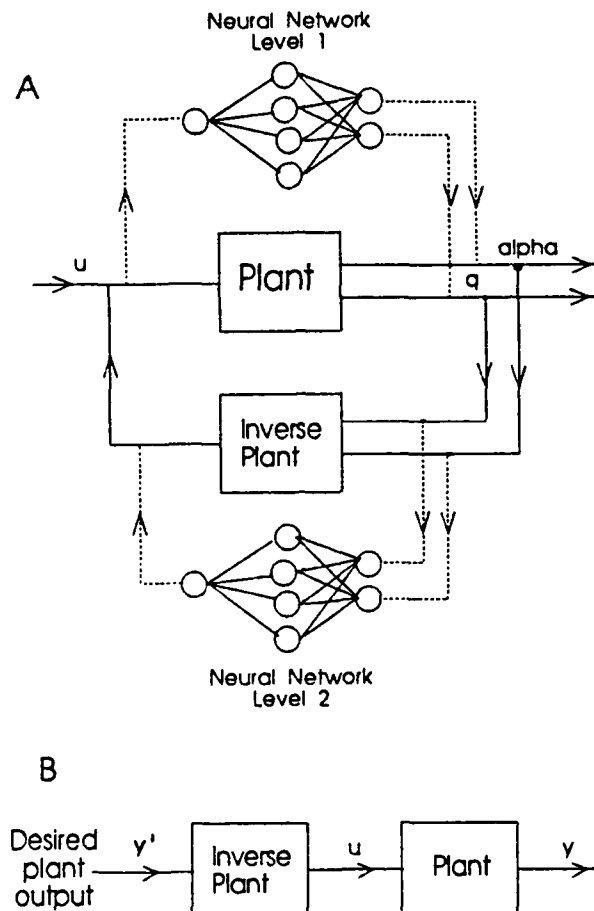 Neural Network
Level 1
A
u
Plant
alpha
q
Inverse
Plant
Neural Network
Level 2
B
Desired
plant
output
y'
Inverse
Plant
u
Plant
y